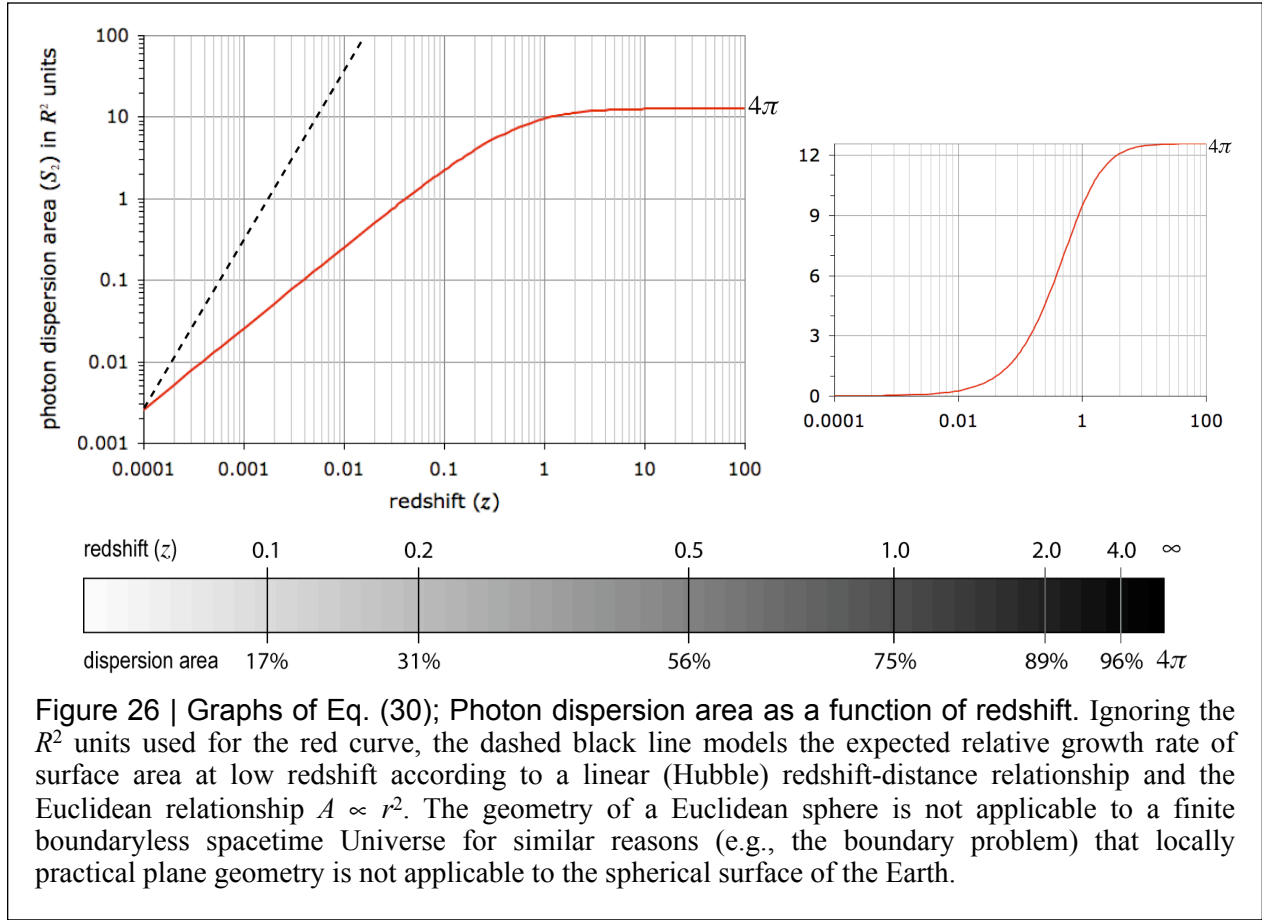 photon dispersion area (S₂) in R² units
100
10
1
0.1
0.01
0.001
4π
0.0001 0.001 0.01 0.1 1 10 100
redshift (z)
12
9
6
3
0
4π
0.0001 0.01 1 100
redshift (z) 0.1 0.2 0.5 1.0 2.0 4.0 ∞
dispersion area 17% 31% 56% 75% 89% 96% 4π
Figure 26 | Graphs of Eq. (30); Photon dispersion area as a function of redshift. Ignoring the
R² units used for the red curve, the dashed black line models the expected relative growth rate of
surface area at low redshift according to a linear (Hubble) redshift-distance relationship and the
Euclidean relationship A ∝ r². The geometry of a Euclidean sphere is not applicable to a finite
boundaryless spacetime Universe for similar reasons (e.g., the boundary problem) that locally
practical plane geometry is not applicable to the spherical surface of the Earth.